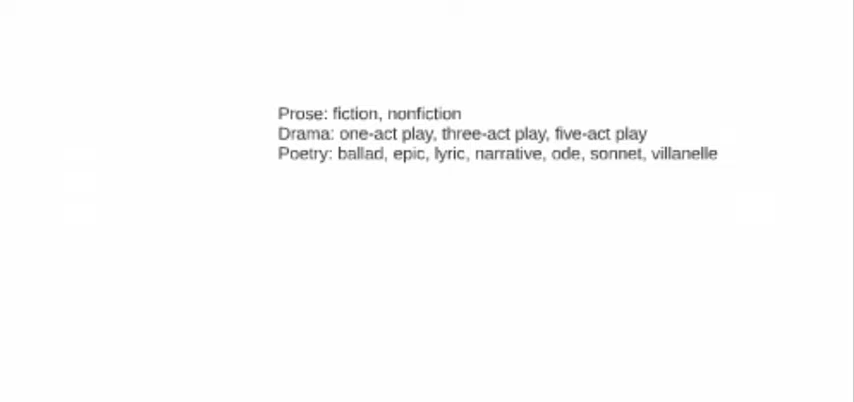 Prose: fiction, nonfiction
Drama: one-act play, three-act play, five-act play
Poetry: ballad, epic, lyric, narrative, ode, sonnet, villanelle